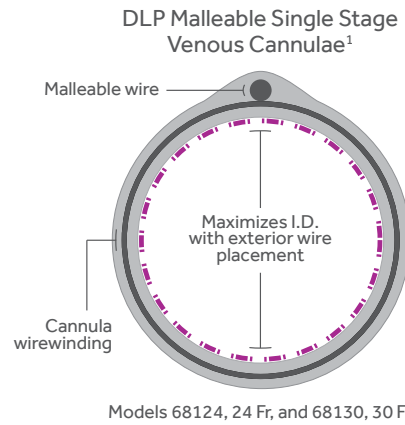 DLP Malleable Single Stage
Venous Cannulae¹
Malleable wire
Maximizes I.D.
with exterior wire
placement
Cannula
wirewinding
Models 68124, 24 Fr, and 68130, 30 F